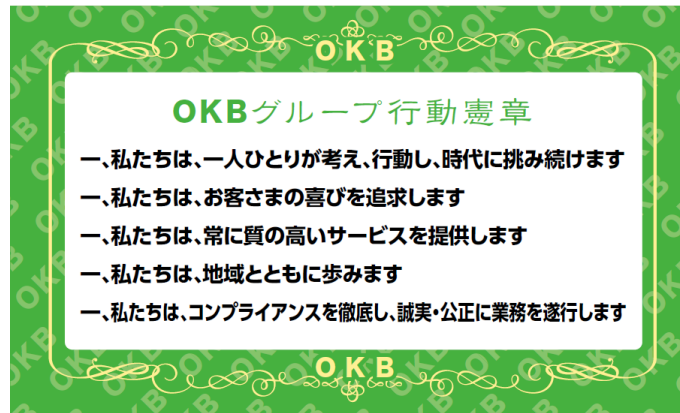 OKB
OKBグループ行動憲章
一、私たちは、一人ひとりが考え、行動し、時代に挑み続けます
一、私たちは、お客さまの喜びを追求します
一、私たちは、常に質の高いサービスを提供します
一、私たちは、地域とともに歩みます
一、私たちは、コンプライアンスを徹底し、誠実・公正に業務を遂行します
OKB